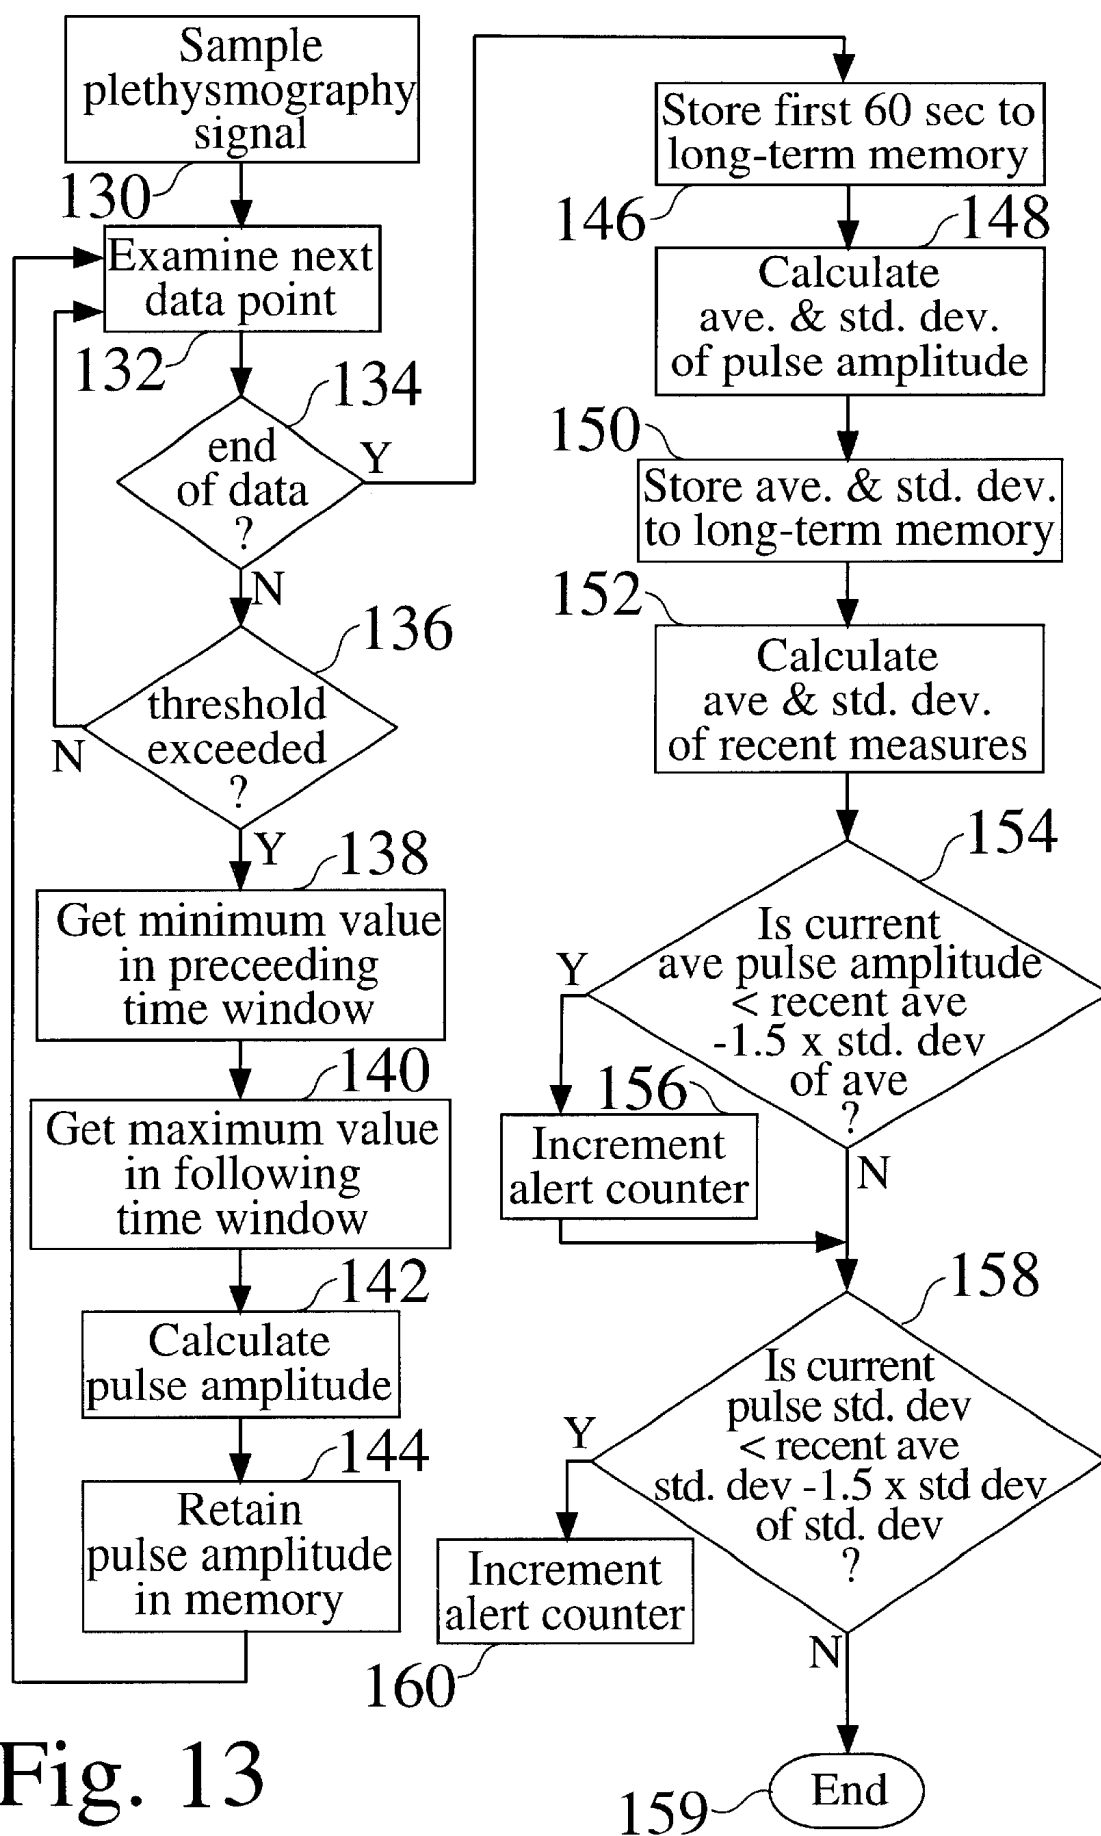 Sample
plethysmography
signal
130
Examine next
data point
132
134
end
of data
?
Y
N
136
threshold
exceeded
?
N
Y
138
Get minimum value
in preceeding
time window
140
Get maximum value
in following
time window
142
Calculate
pulse amplitude
144
Retain
pulse amplitude
in memory
Store first 60 sec to
long-term memory
146
148
Calculate
ave. & std. dev.
of pulse amplitude
150
Store ave. & std. dev.
to long-term memory
152
Calculate
ave & std. dev.
of recent measures
154
Is current
ave pulse amplitude
< recent ave
-1.5 x std. dev
of ave
?
Y
N
156
Increment
alert counter
158
Is current
pulse std. dev
< recent ave
std. dev -1.5 x std dev
of std. dev
?
Y
N
Increment
alert counter
160
End
159
Fig. 13